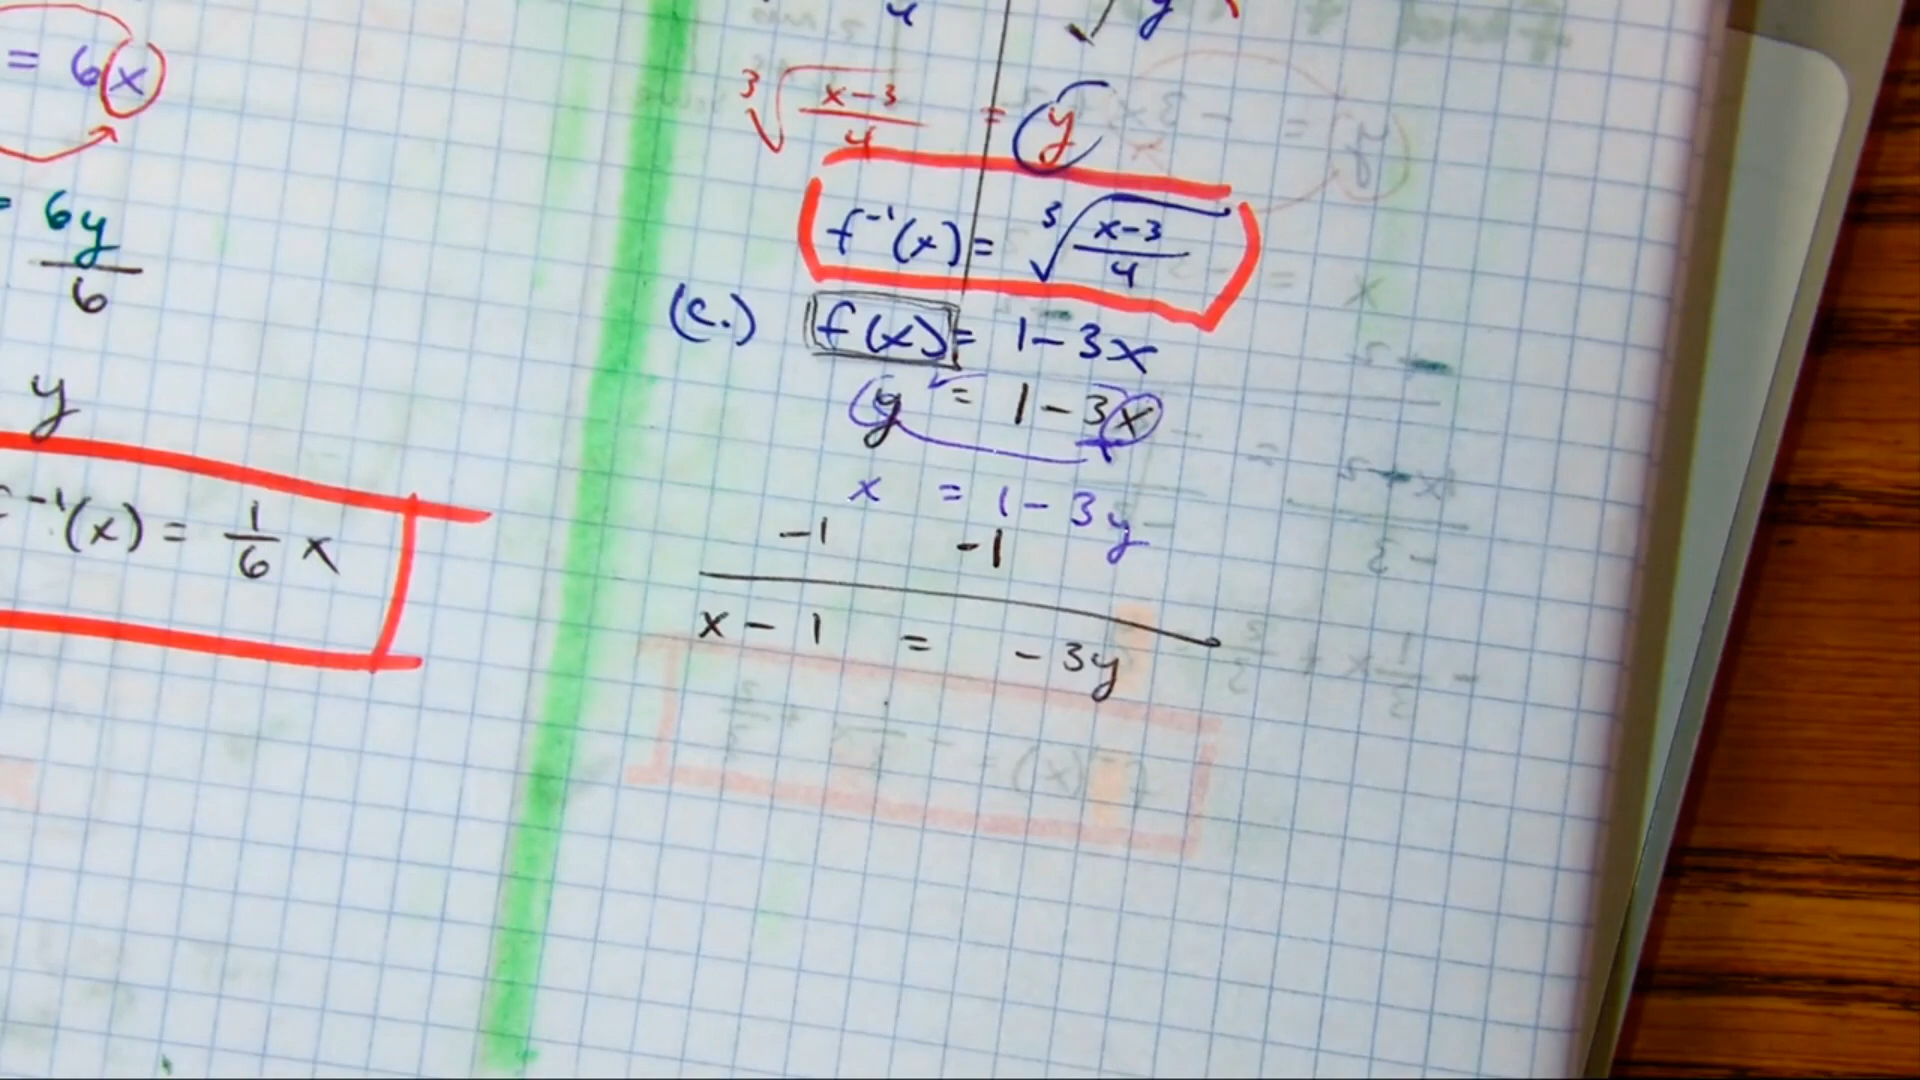 = 6x
= 6y
6
y
f⁻¹(x) = 1/6 x
∛((x-3)/4) = y
f⁻¹(x) = ∛((x-3)/4)
(c.) f(x) = 1-3x
y = 1-3x
x = 1-3y
-1 -1
x-1 = -3y